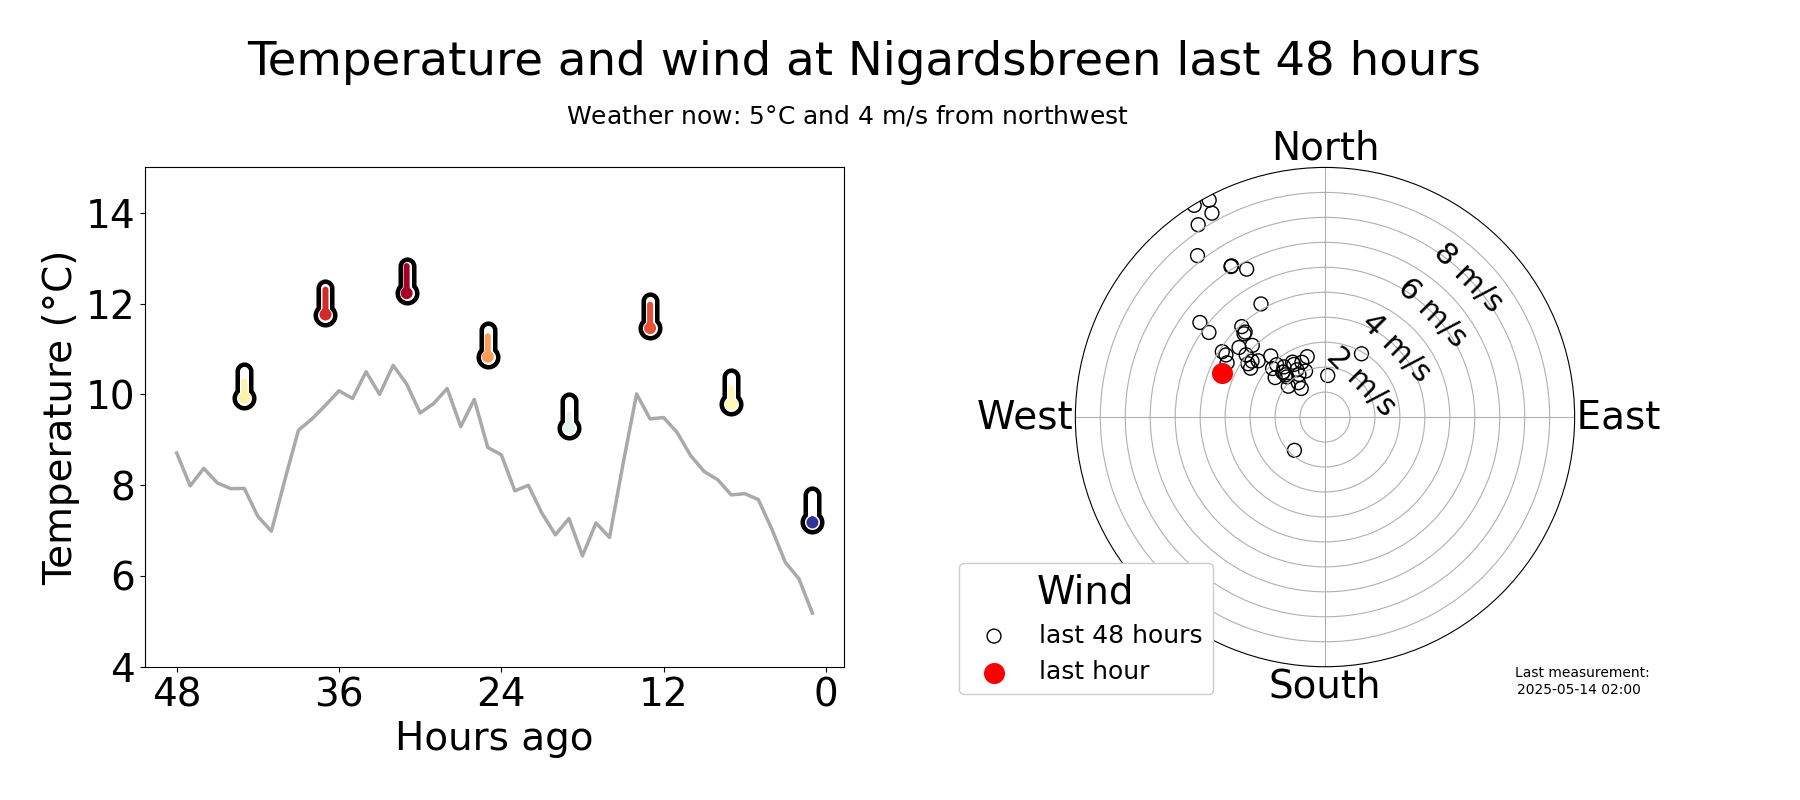 Temperature and wind at Nigardsbreen last 48 hours
Weather now: 5°C and 4 m/s from northwest
Temperature (°C)
14
12
10
8
6
4
48 36 24 12 0
Hours ago
North
West
East
South
8 m/s
6 m/s
4 m/s
2 m/s
Wind
last 48 hours
last hour
Last measurement:
2025-05-14 02:00